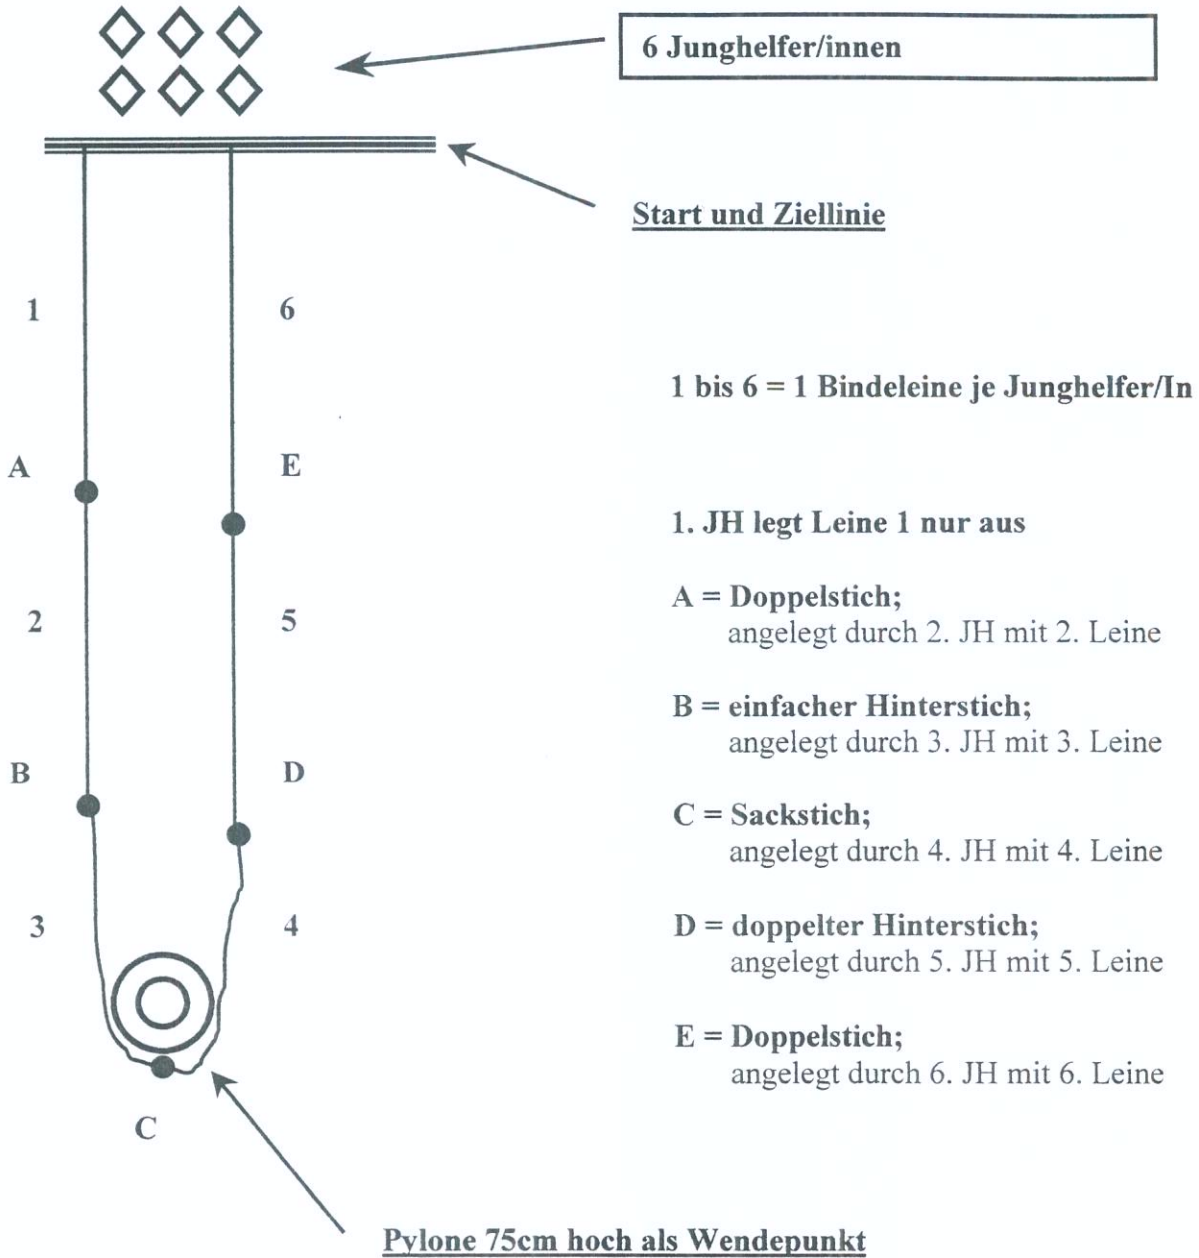 6 Junghelfer/innen
Start und Ziellinie
1
6
1 bis 6 = 1 Bindeleine je Junghelfer/In
A
E
1. JH legt Leine 1 nur aus
A = Doppelstich;
angelegt durch 2. JH mit 2. Leine
2
5
B = einfacher Hinterstich;
angelegt durch 3. JH mit 3. Leine
B
D
C = Sackstich;
angelegt durch 4. JH mit 4. Leine
3
4
D = doppelter Hinterstich;
angelegt durch 5. JH mit 5. Leine
E = Doppelstich;
angelegt durch 6. JH mit 6. Leine
C
Pylone 75cm hoch als Wendepunkt